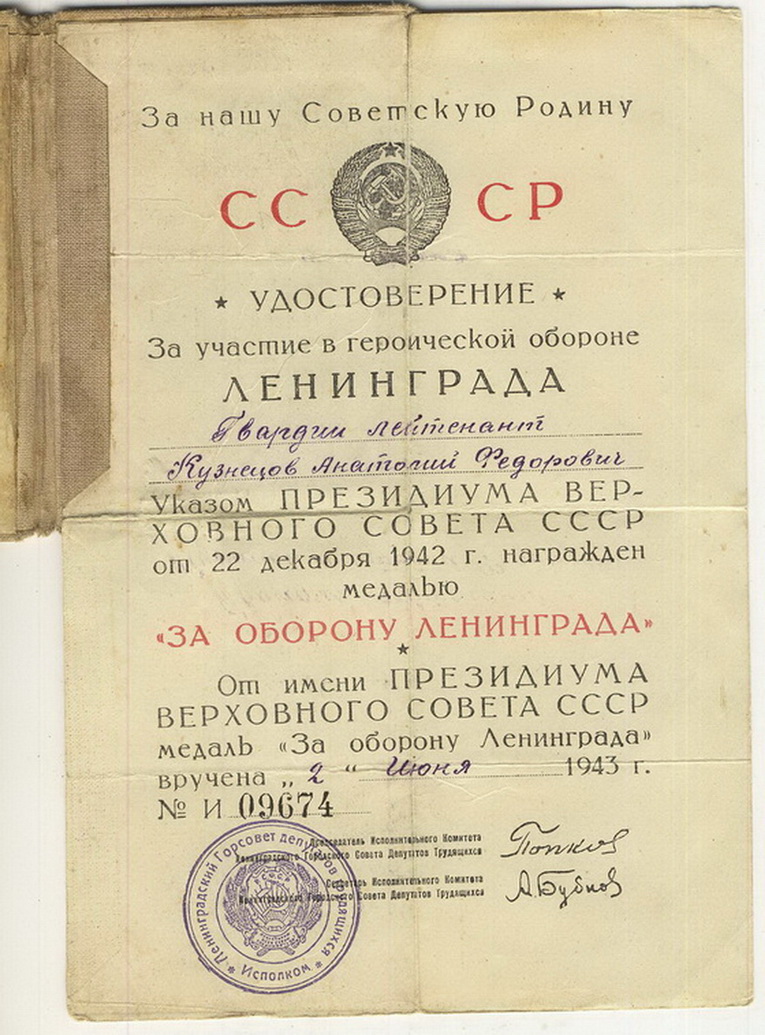 За нашу Советскую Родину
СССР
★ УДОСТОВЕРЕНИЕ ★
За участие в героической обороне
ЛЕНИНГРАДА
Гвардии лейтенант
Кузнецов Анатолий Федорович
Указом ПРЕЗИДИУМА ВЕР-
ХОВНОГО СОВЕТА СССР
от 22 декабря 1942 г. награжден
медалью
«ЗА ОБОРОНУ ЛЕНИНГРАДА»
★
От имени ПРЕЗИДИУМА
ВЕРХОВНОГО СОВЕТА СССР
медаль «За оборону Ленинграда»
вручена „2" Июня 1943 г.
№ И 09674
Председатель Исполнительного Комитета
Ленинградского Городского Совета Депутатов Трудящихся
Попков
Секретарь Исполнительного Комитета
Ленинградского Городского Совета Депутатов Трудящихся
А.Бубнов
Ленинградский Горсовет депутатов трудящихся
★ Исполком ★
РСФСР